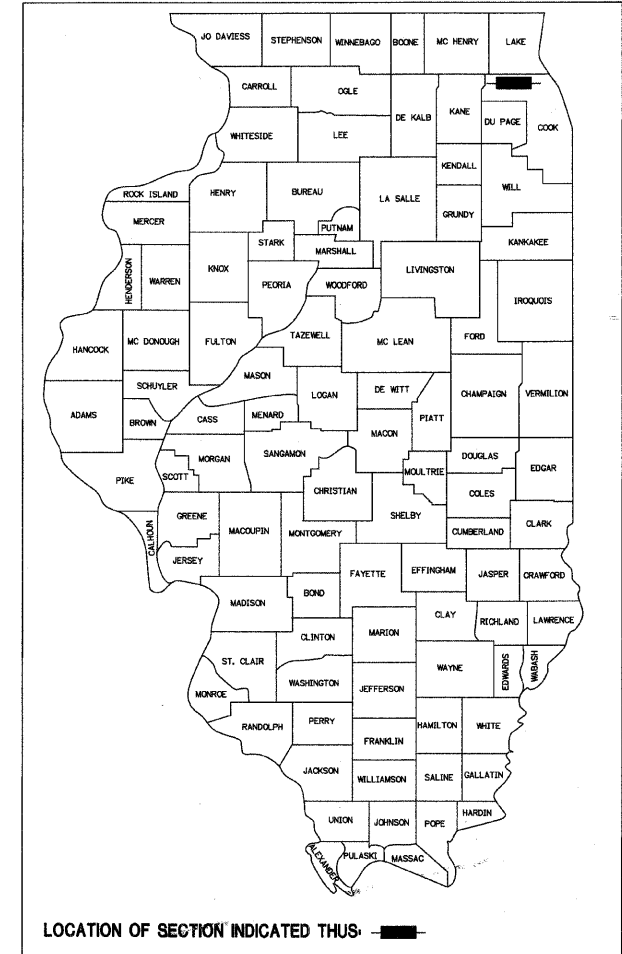 JO DAVIESS STEPHENSON WINNEBAGO BOONE MC HENRY LAKE
CARROLL OGLE DE KALB KANE DU PAGE COOK
WHITESIDE LEE
KENDALL WILL
ROCK ISLAND HENRY BUREAU LA SALLE GRUNDY
MERCER PUTNAM
STARK MARSHALL KANKAKEE
HENDERSON WARREN KNOX PEORIA WOODFORD LIVINGSTON
IROQUOIS
HANCOCK MC DONOUGH FULTON TAZEWELL MC LEAN FORD
MASON
SCHUYLER LOGAN DE WITT CHAMPAIGN VERMILION
ADAMS BROWN CASS MENARD MACON PIATT
MORGAN SANGAMON DOUGLAS EDGAR
PIKE SCOTT CHRISTIAN MOULTRIE COLES
GREENE SHELBY
CALHOUN MACOUPIN MONTGOMERY CUMBERLAND CLARK
JERSEY FAYETTE EFFINGHAM JASPER CRAWFORD
MADISON BOND
CLAY RICHLAND LAWRENCE
CLINTON MARION
ST. CLAIR WAYNE EDWARDS WABASH
WASHINGTON JEFFERSON
MONROE
RANDOLPH PERRY HAMILTON WHITE
FRANKLIN
JACKSON WILLIAMSON SALINE GALLATIN
UNION JOHNSON POPE HARDIN
ALEXANDER PULASKI MASSAC
LOCATION OF SECTION INDICATED THUS: